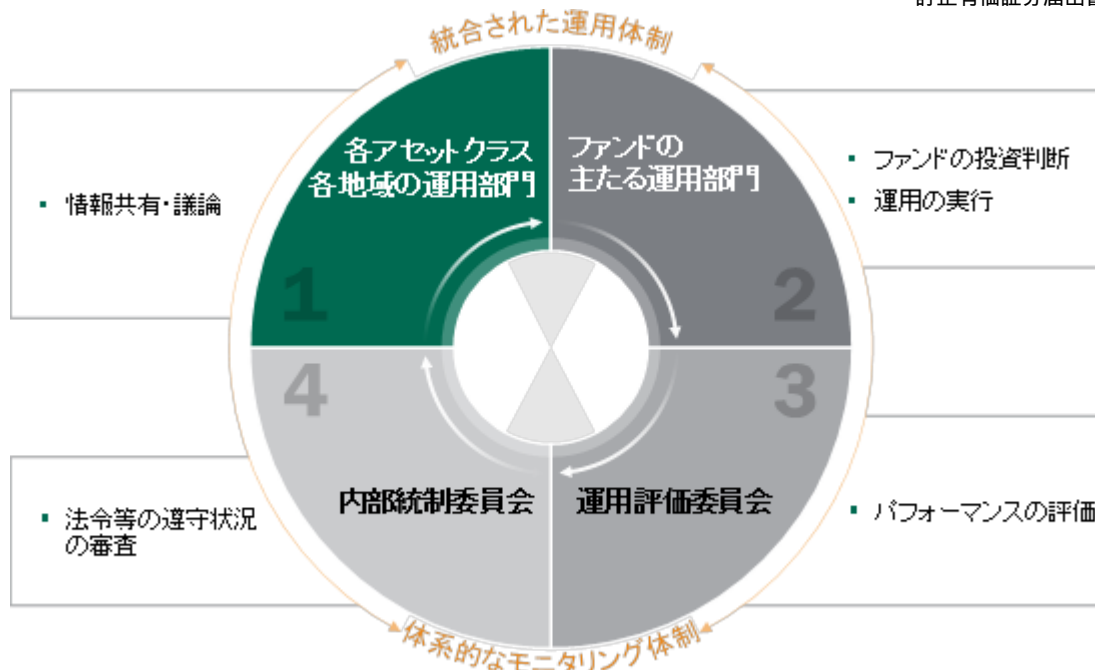 統合された運用体制
各アセットクラス
各地域の運用部門
1
ファンドの
主たる運用部門
2
▪ 情報共有・議論
▪ ファンドの投資判断
▪ 運用の実行
4
内部統制委員会
3
運用評価委員会
▪ 法令等の遵守状況
の審査
▪ パフォーマンスの評価
体系的なモニタリング体制